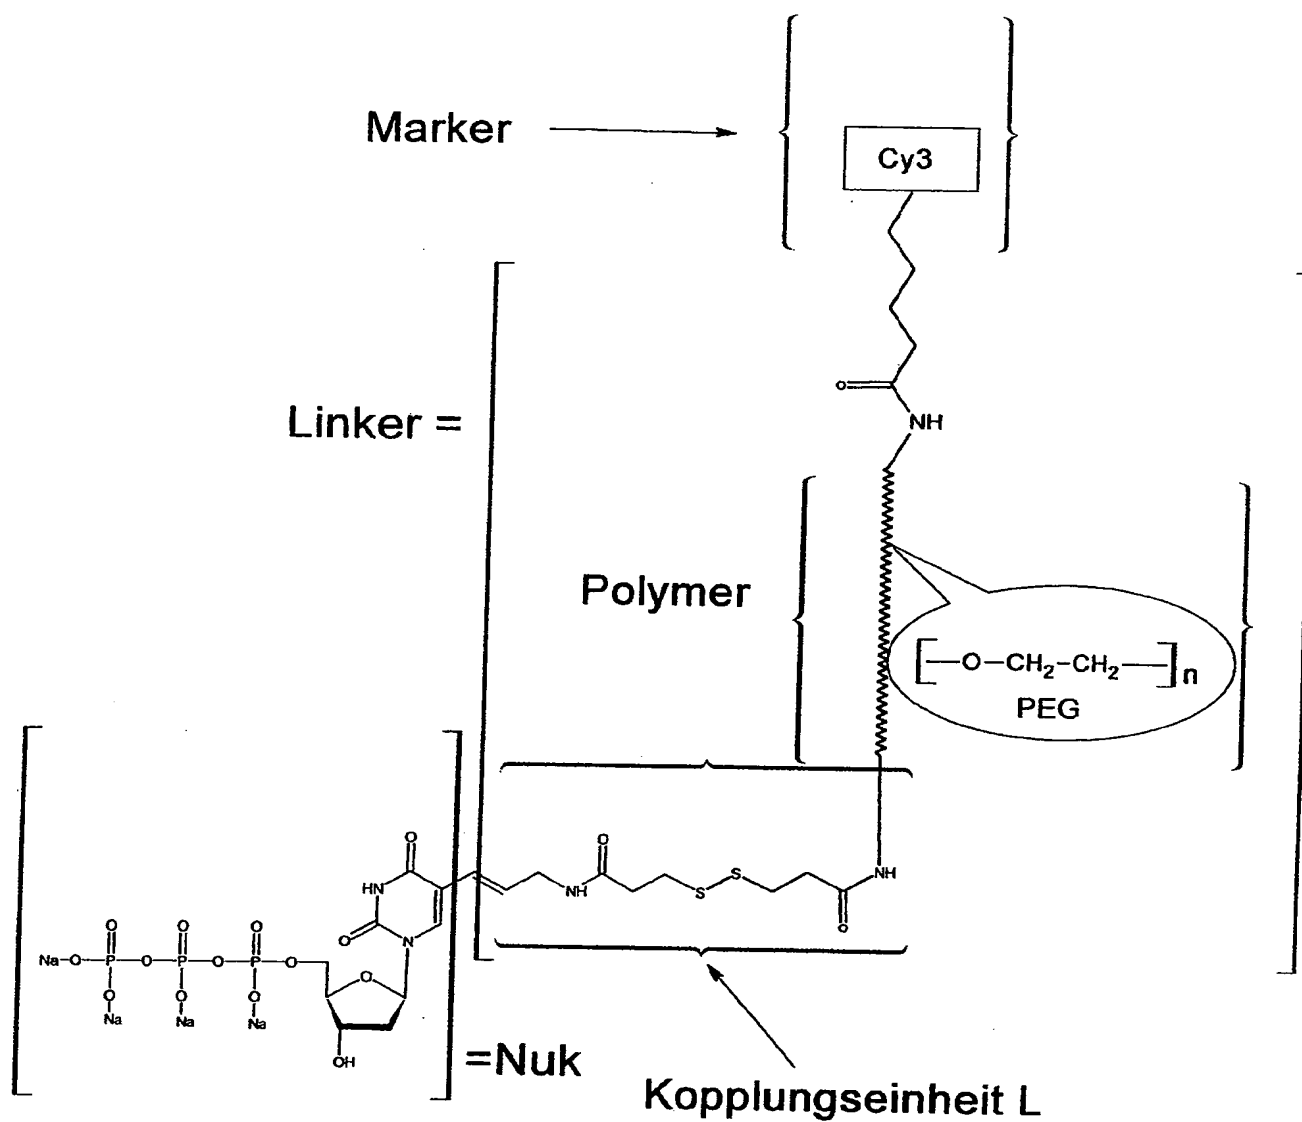 Marker
Cy3
O
NH
Linker =
Polymer
[—O—CH2—CH2—]n
PEG
O
O
HN
NH
S
S
NH
O
O
N
O
O
O
Na—O—P—O—P—O—P—O
O
O
O
O
Na
Na
Na
OH
=Nuk
Kopplungseinheit L